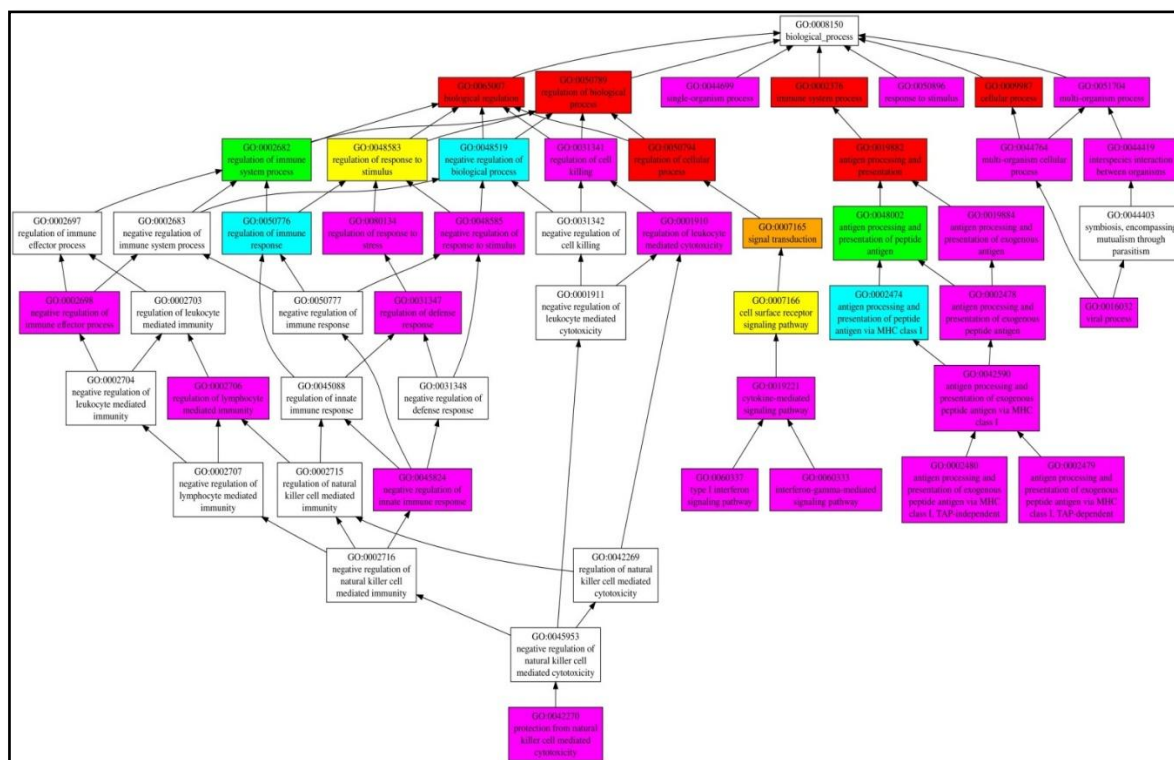 GO:0008150
biological_process
GO:0065007
biological regulation
GO:0050789
regulation of biological
process
GO:0044699
single-organism process
GO:0002376
immune system process
GO:0050896
response to stimulus
GO:0009987
cellular process
GO:0051704
multi-organism process
GO:0002682
regulation of immune
system process
GO:0048583
regulation of response to
stimulus
GO:0048519
negative regulation of
biological process
GO:0031341
regulation of cell
killing
GO:0050794
regulation of cellular
process
GO:0019882
antigen processing and
presentation
GO:0044764
multi-organism cellular
process
GO:0044419
interspecies interaction
between organisms
GO:0002697
regulation of immune
effector process
GO:0002683
negative regulation of
immune system process
GO:0050776
regulation of immune
response
GO:0080134
regulation of response to
stress
GO:0048585
negative regulation of
response to stimulus
GO:0031342
negative regulation of
cell killing
GO:0001910
regulation of leukocyte
mediated cytotoxicity
GO:0007165
signal transduction
GO:0048002
antigen processing and
presentation of peptide
antigen
GO:0019884
antigen processing and
presentation of exogenous
antigen
GO:0044403
symbiosis, encompassing
mutualism through
parasitism
GO:0002698
negative regulation of
immune effector process
GO:0002703
regulation of leukocyte
mediated immunity
GO:0050777
negative regulation of
immune response
GO:0031347
regulation of defense
response
GO:0001911
negative regulation of
leukocyte mediated
cytotoxicity
GO:0007166
cell surface receptor
signaling pathway
GO:0002474
antigen processing and
presentation of peptide
antigen via MHC class I
GO:0002478
antigen processing and
presentation of exogenous
peptide antigen
GO:0016032
viral process
GO:0002704
negative regulation of
leukocyte mediated
immunity
GO:0002706
regulation of lymphocyte
mediated immunity
GO:0045088
regulation of innate
immune response
GO:0031348
negative regulation of
defense response
GO:0019221
cytokine-mediated
signaling pathway
GO:0042590
antigen processing and
presentation of exogenous
peptide antigen via MHC
class I
GO:0002707
negative regulation of
lymphocyte mediated
immunity
GO:0002715
regulation of natural
killer cell mediated
immunity
GO:0045824
negative regulation of
innate immune response
GO:0060337
type I interferon
signaling pathway
GO:0060333
interferon-gamma-mediated
signaling pathway
GO:0002480
antigen processing and
presentation of exogenous
peptide antigen via MHC
class I, TAP-independent
GO:0002479
antigen processing and
presentation of exogenous
peptide antigen via MHC
class I, TAP-dependent
GO:0002716
negative regulation of
natural killer cell
mediated immunity
GO:0042269
regulation of natural
killer cell mediated
cytotoxicity
GO:0045953
negative regulation of
natural killer cell
mediated cytotoxicity
GO:0042270
protection from natural
killer cell mediated
cytotoxicity